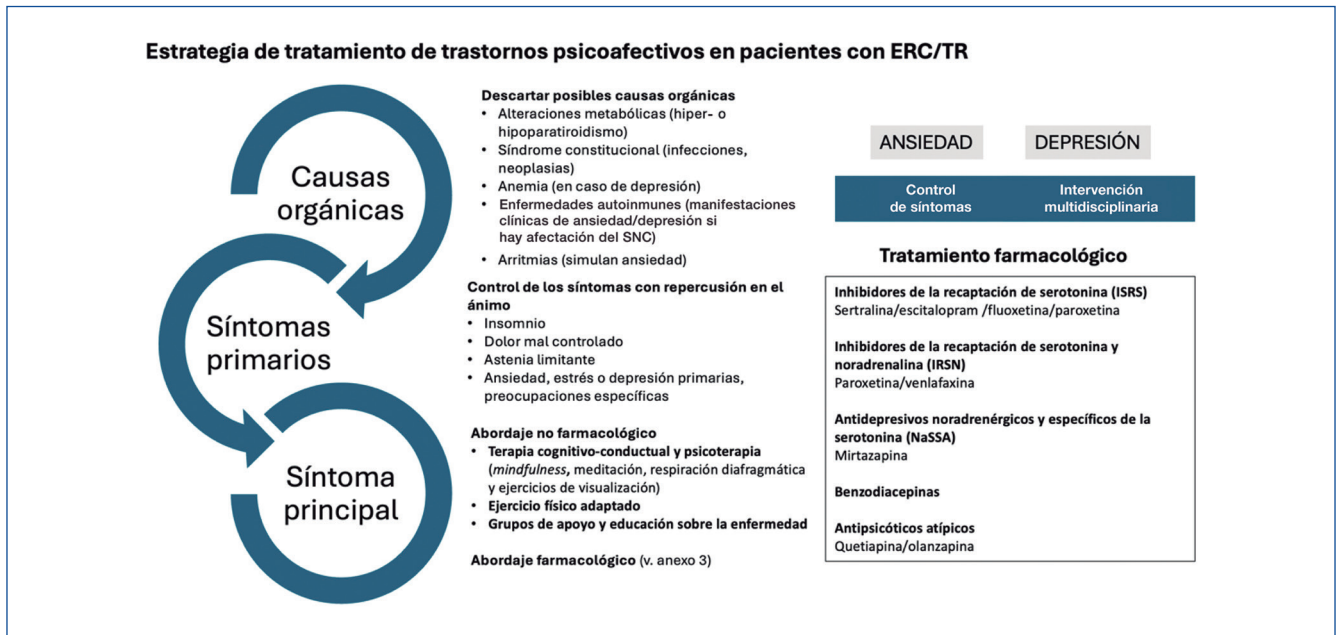 Estrategia de tratamiento de trastornos psicoafectivos en pacientes con ERC/TR
Causas
orgánicas
Síntomas
primarios
Síntoma
principal
Descartar posibles causas orgánicas
• Alteraciones metabólicas (hiper- o
hipoparatiroidismo)
• Síndrome constitucional (infecciones,
neoplasias)
• Anemia (en caso de depresión)
• Enfermedades autoinmunes (manifestaciones
clínicas de ansiedad/depresión si
hay afectación del SNC)
• Arritmias (simulan ansiedad)
Control de los síntomas con repercusión en el
ánimo
• Insomnio
• Dolor mal controlado
• Astenia limitante
• Ansiedad, estrés o depresión primarias,
preocupaciones específicas
Abordaje no farmacológico
• Terapia cognitivo-conductual y psicoterapia
(mindfulness, meditación, respiración diafragmática
y ejercicios de visualización)
• Ejercicio físico adaptado
• Grupos de apoyo y educación sobre la enfermedad
Abordaje farmacológico (v. anexo 3)
ANSIEDAD
DEPRESIÓN
Control
de síntomas
Intervención
multidisciplinaria
Tratamiento farmacológico
Inhibidores de la recaptación de serotonina (ISRS)
Sertralina/escitalopram /fluoxetina/paroxetina
Inhibidores de la recaptación de serotonina y
noradrenalina (IRSN)
Paroxetina/venlafaxina
Antidepresivos noradrenérgicos y específicos de la
serotonina (NaSSA)
Mirtazapina
Benzodiacepinas
Antipsicóticos atípicos
Quetiapina/olanzapina